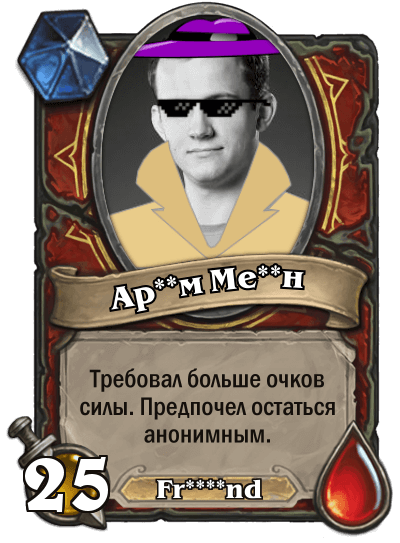 Ар**м Ме**н
Требовал больше очков
силы. Предпочел остаться
анонимным.
25
Fr****nd